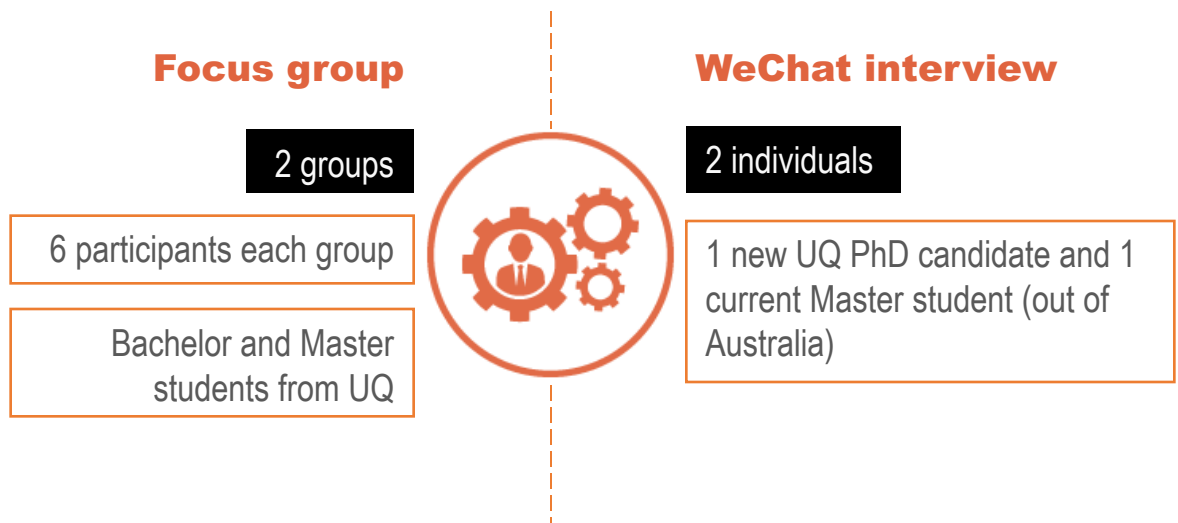 Focus group
2 groups
6 participants each group
Bachelor and Master
students from UQ
WeChat interview
2 individuals
1 new UQ PhD candidate and 1
current Master student (out of
Australia)